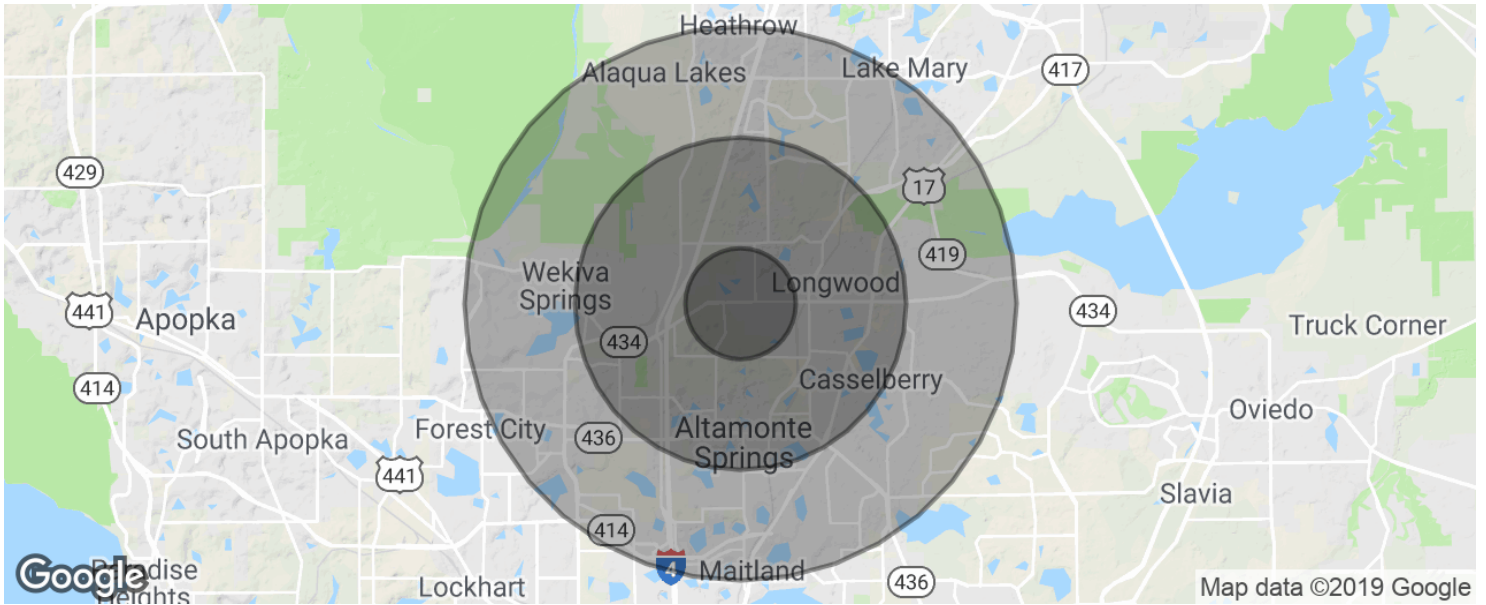 Heathrow
Alaqua Lakes
Lake Mary
417
429
17
419
Wekiva
Springs
Longwood
441
Apopka
434
434
Truck Corner
414
Casselberry
Oviedo
South Apopka
Forest City
436
Altamonte
Springs
441
Slavia
414
4
Maitland
436
Google
Paradise
Heights
Lockhart
Map data ©2019 Google